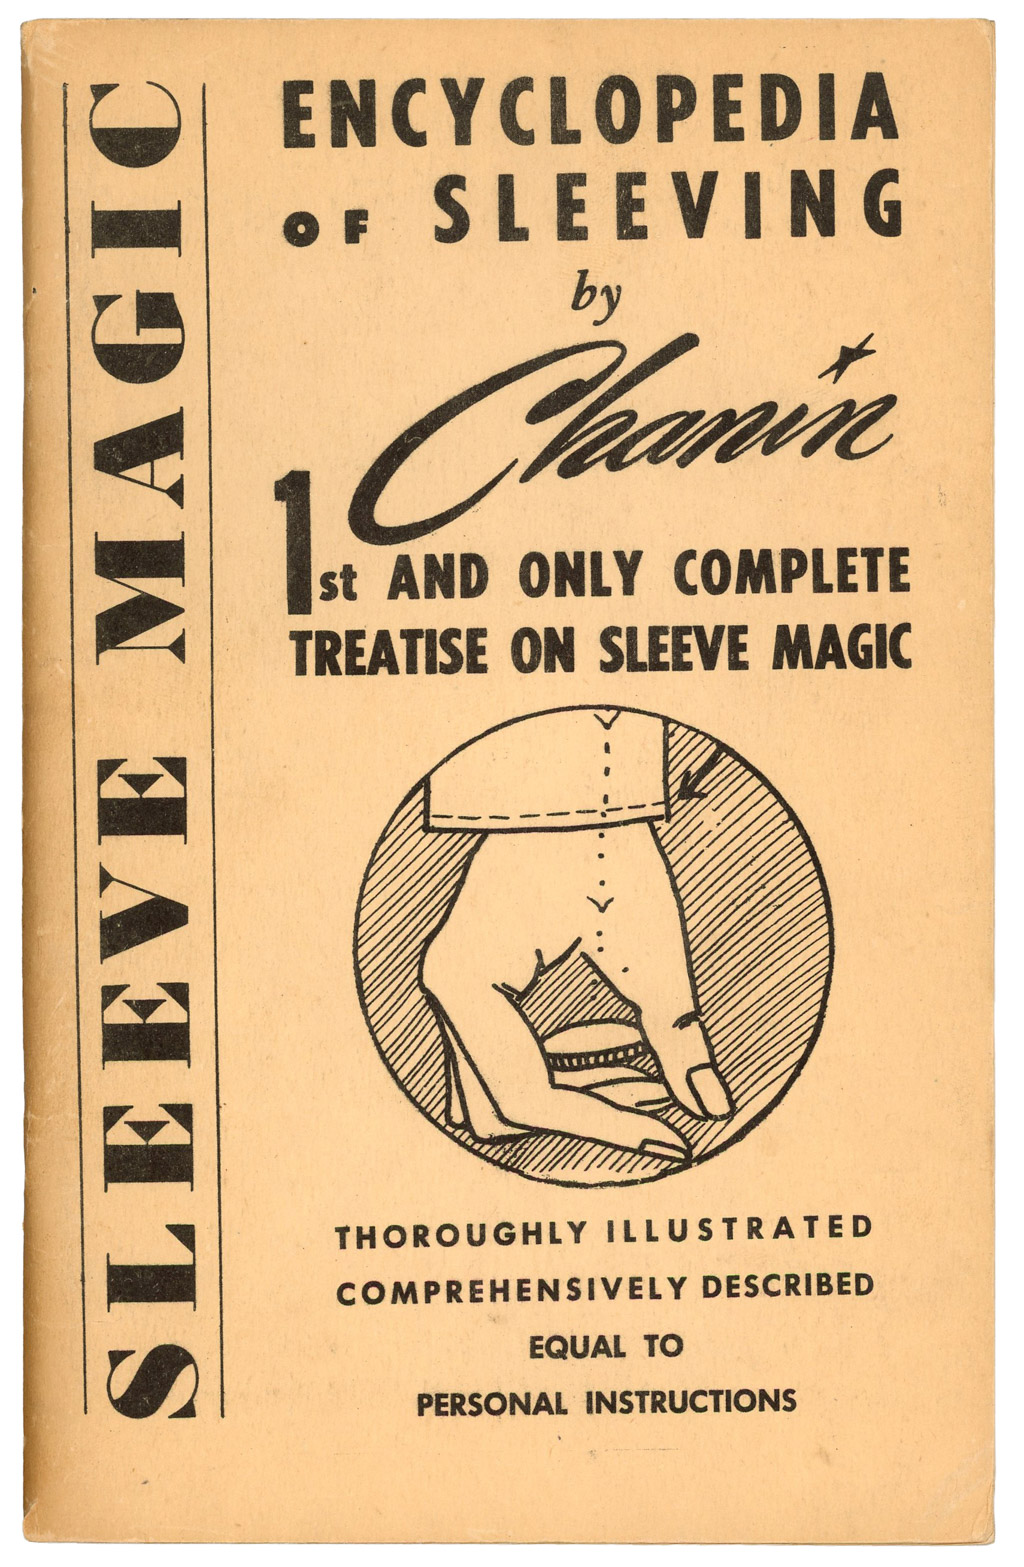 SLEEVE MAGIC
ENCYCLOPEDIA
OF SLEEVING
by
Chanin
1st AND ONLY COMPLETE
TREATISE ON SLEEVE MAGIC
THOROUGHLY ILLUSTRATED
COMPREHENSIVELY DESCRIBED
EQUAL TO
PERSONAL INSTRUCTIONS